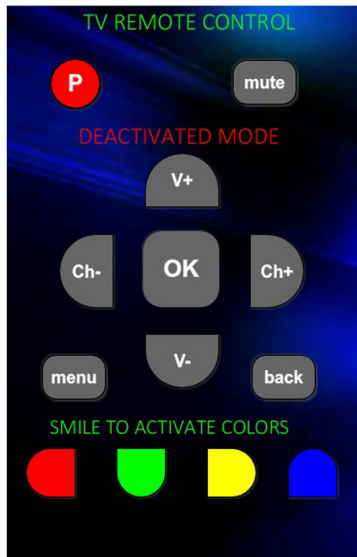 TV REMOTE CONTROL
P mute
DEACTIVATED MODE
V+
Ch- OK Ch+
V-
menu back
SMILE TO ACTIVATE COLORS